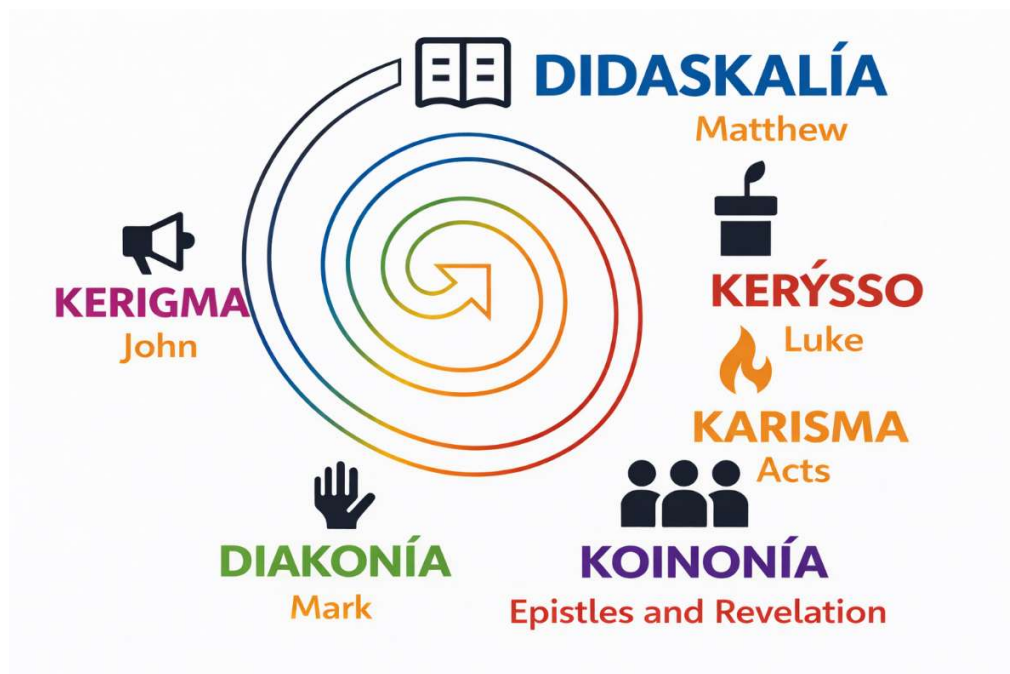 DIDASKALÍA
Matthew
KERÝSSO
Luke
KARISMA
Acts
KOINONÍA
Epistles and Revelation
DIAKONÍA
Mark
KERIGMA
John